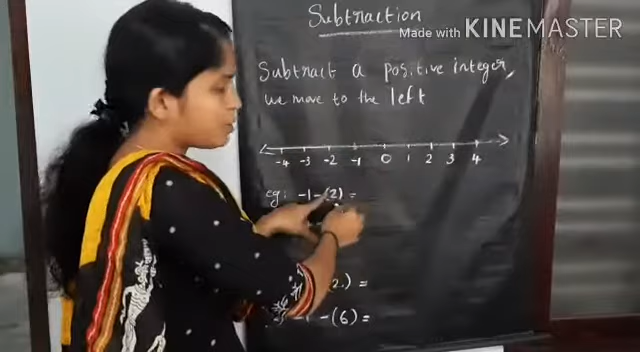 Subtraction
Made with KINEMASTER
Subtract a positive integer,
we move to the left
-4 -3 -2 -1 0 1 2 3 4
eg: -1-(2) =
2) =
-(6) =